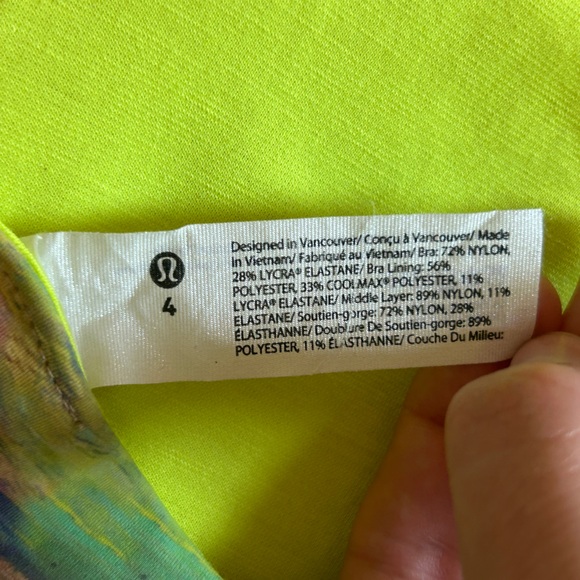 Designed in Vancouver/ Conçu à Vancouver/ Made
in Vietnam/ Fabriqué au Vietnam/ Bra: 72% NYLON,
28% LYCRA® ELASTANE/ Bra Lining: 56%
POLYESTER, 33% COOLMAX® POLYESTER, 11%
LYCRA® ELASTANE/ Middle Layer: 89% NYLON, 11%
ELASTANE/ Soutien-gorge: 72% NYLON, 28%
ÉLASTHANNE/ Doublure De Soutien-gorge: 89%
POLYESTER, 11% ÉLASTHANNE/ Couche Du Milieu:
4